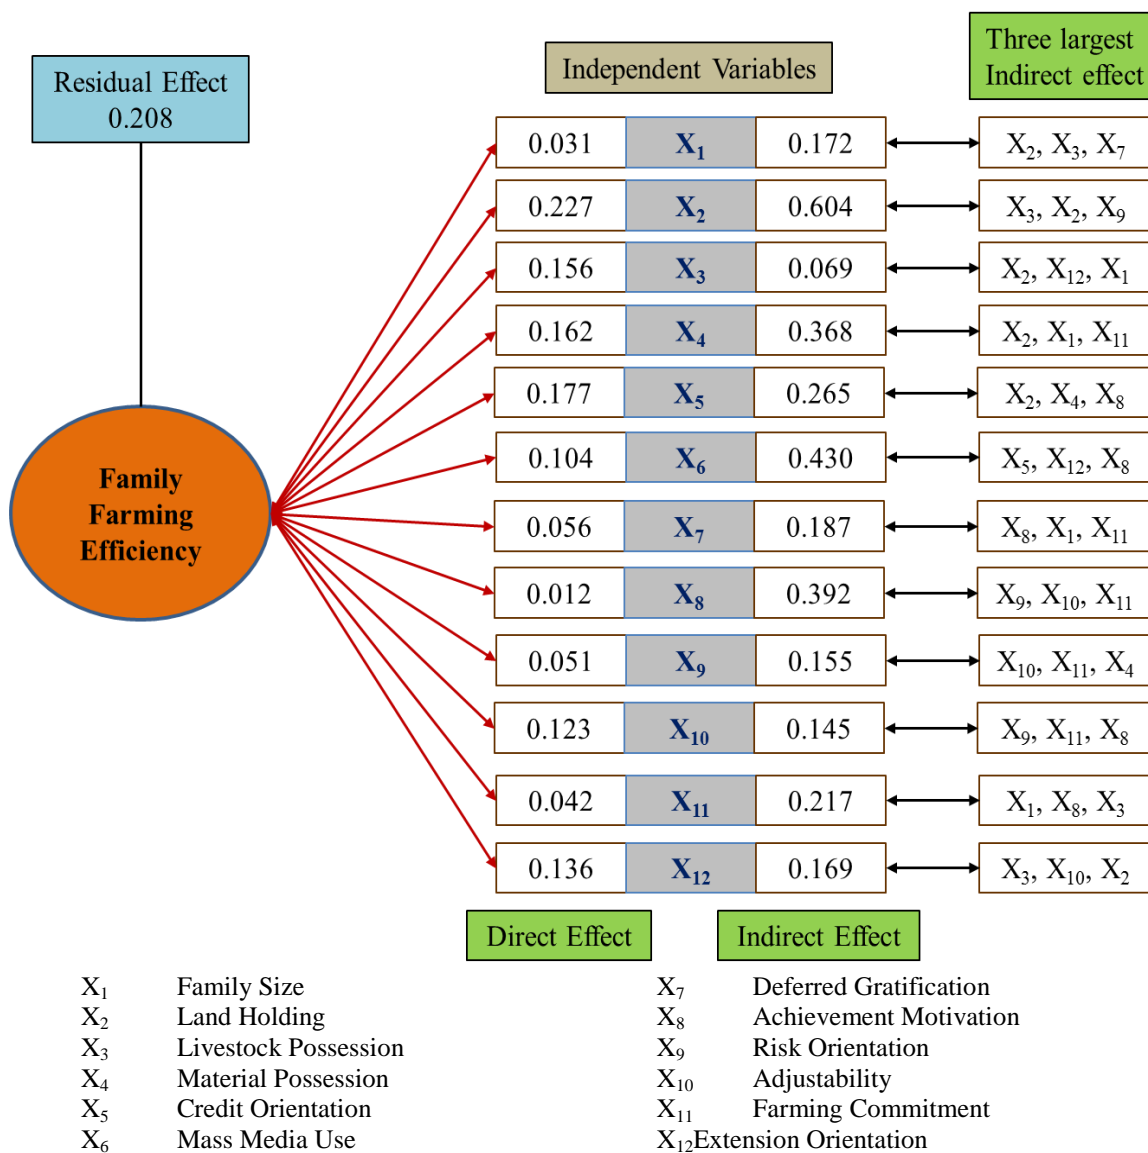 Residual Effect
0.208
Independent Variables
Three largest
Indirect effect
0.031 X₁ 0.172 X₂, X₃, X₇
0.227 X₂ 0.604 X₃, X₂, X₉
0.156 X₃ 0.069 X₂, X₁₂, X₁
0.162 X₄ 0.368 X₂, X₁, X₁₁
0.177 X₅ 0.265 X₂, X₄, X₈
0.104 X₆ 0.430 X₅, X₁₂, X₈
0.056 X₇ 0.187 X₈, X₁, X₁₁
0.012 X₈ 0.392 X₉, X₁₀, X₁₁
0.051 X₉ 0.155 X₁₀, X₁₁, X₄
0.123 X₁₀ 0.145 X₉, X₁₁, X₈
0.042 X₁₁ 0.217 X₁, X₈, X₃
0.136 X₁₂ 0.169 X₃, X₁₀, X₂
Family
Farming
Efficiency
Direct Effect
Indirect Effect
X₁ Family Size
X₂ Land Holding
X₃ Livestock Possession
X₄ Material Possession
X₅ Credit Orientation
X₆ Mass Media Use
X₇ Deferred Gratification
X₈ Achievement Motivation
X₉ Risk Orientation
X₁₀ Adjustability
X₁₁ Farming Commitment
X₁₂Extension Orientation